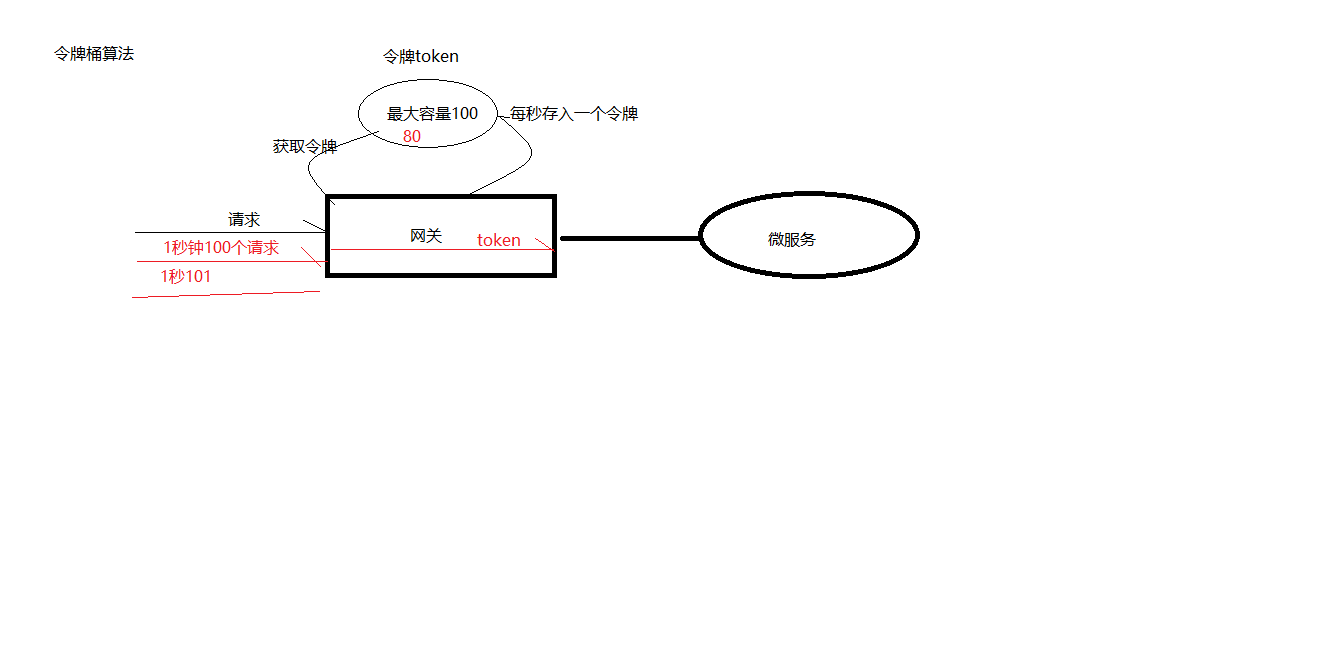 令牌桶算法
令牌token
最大容量100
每秒存入一个令牌
80
获取令牌
请求
网关
token
微服务
1秒钟100个请求
1秒101